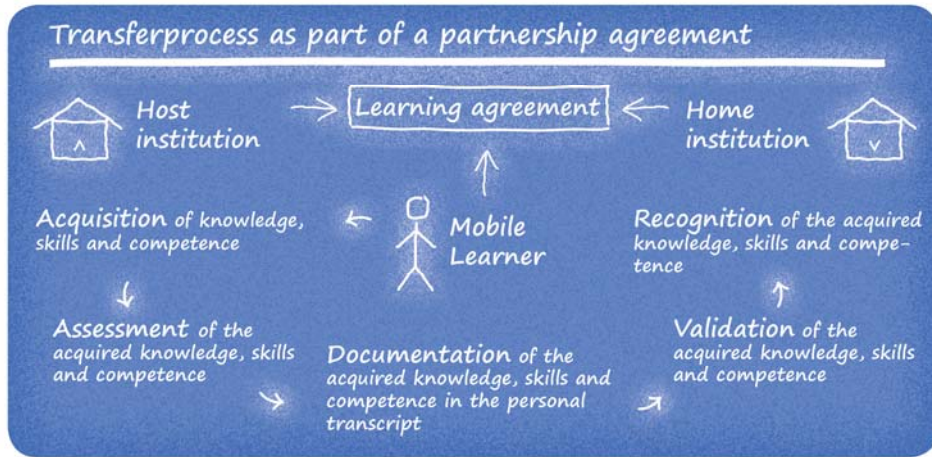 Transferprocess as part of a partnership agreement
Host
institution
Learning agreement
Home
institution
Mobile
Learner
Acquisition of knowledge,
skills and competence
Assessment of the
acquired knowledge, skills
and competence
Documentation of the
acquired knowledge, skills and
competence in the personal
transcript
Validation of the
acquired knowledge, skills
and competence
Recognition of the acquired
knowledge, skills and compe-
tence